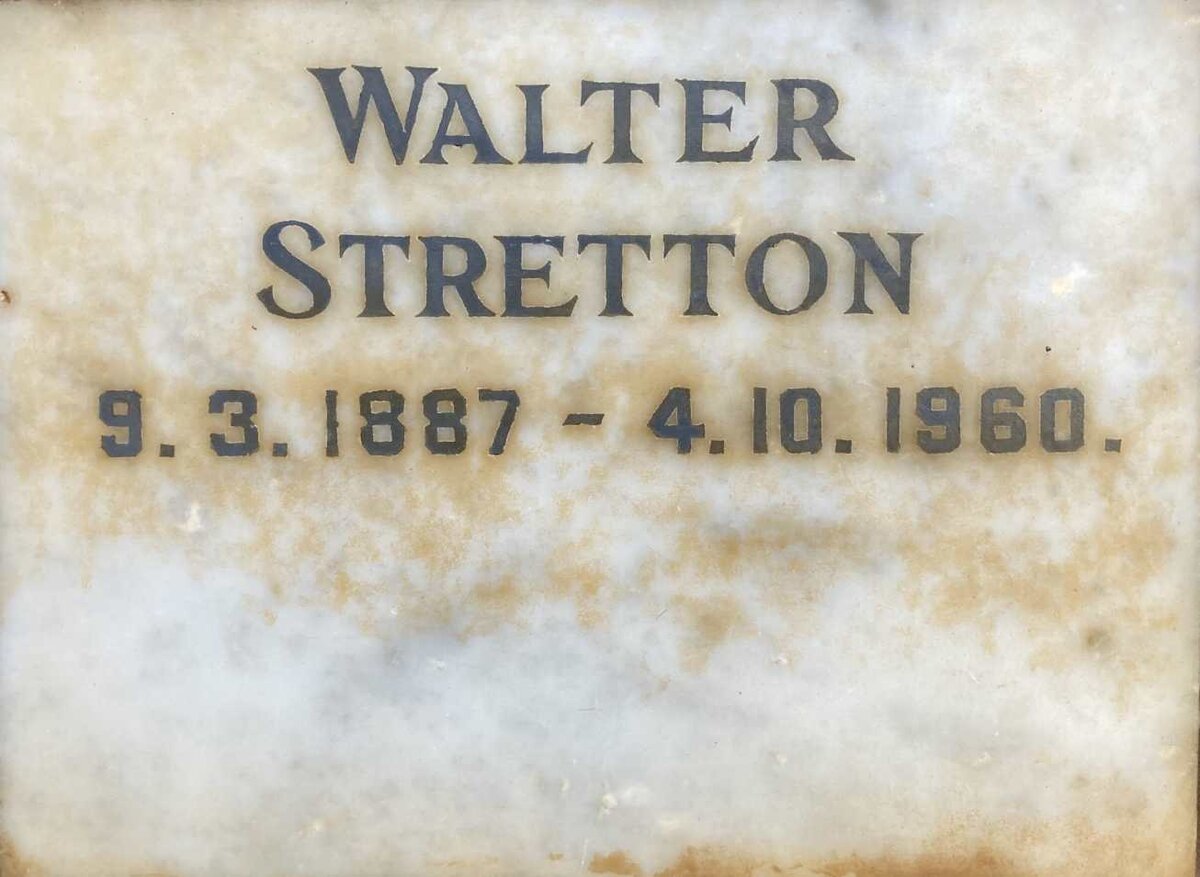 WALTER
STRETTON
9.3.1887 - 4.10.1960.